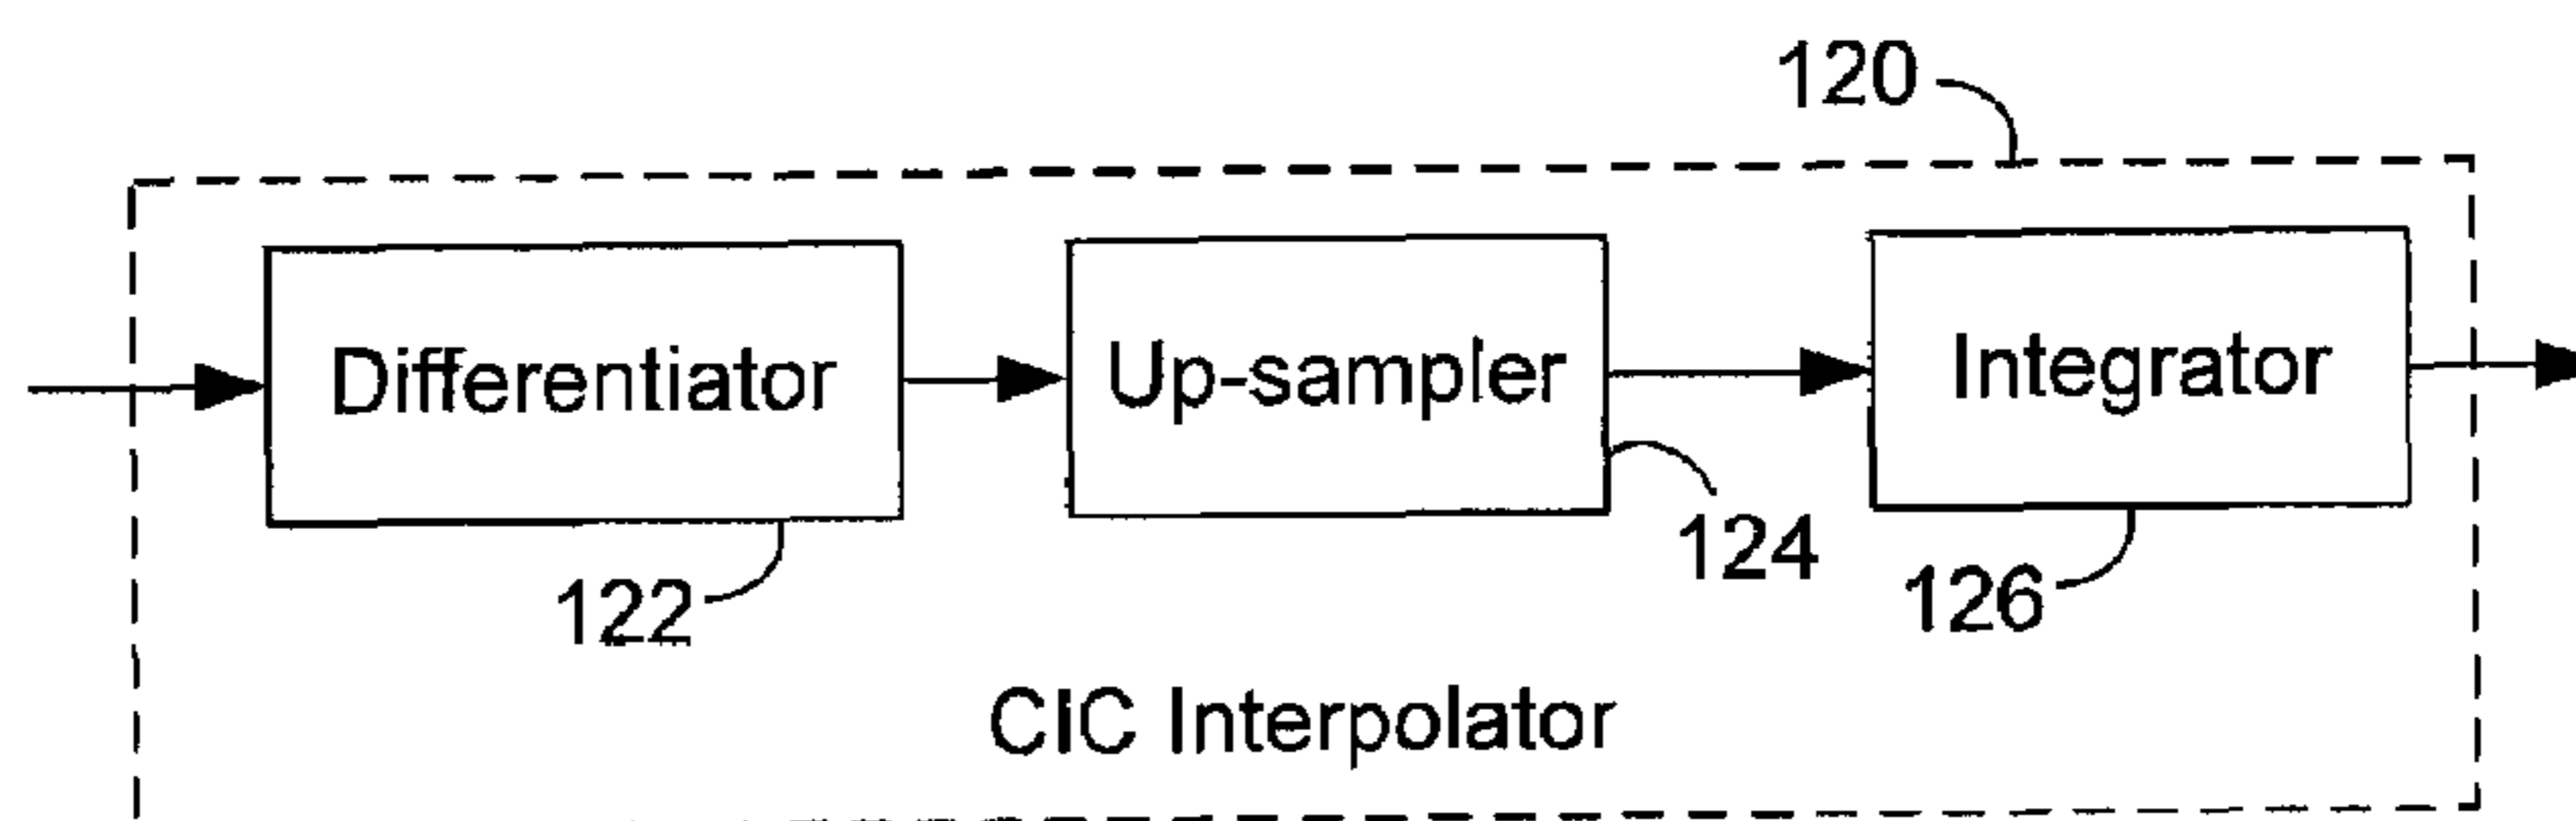 120
Differentiator
Up-sampler
Integrator
122
124
126
CIC Interpolator